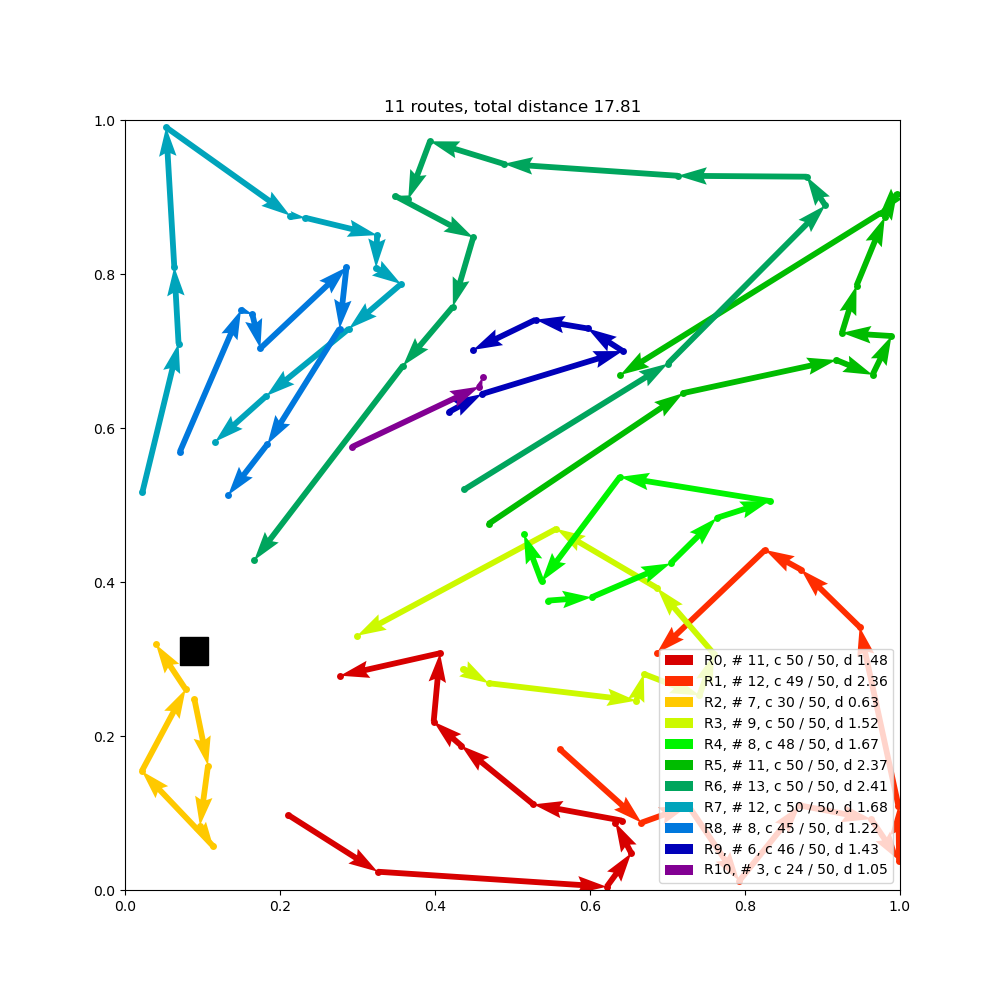 11 routes, total distance 17.81
1.0
0.8
0.6
0.4
0.2
0.0
R0, # 11, c 50 / 50, d 1.48
R1, # 12, c 49 / 50, d 2.36
R2, # 7, c 30 / 50, d 0.63
R3, # 9, c 50 / 50, d 1.52
R4, # 8, c 48 / 50, d 1.67
R5, # 11, c 50 / 50, d 2.37
R6, # 13, c 50 / 50, d 2.41
R7, # 12, c 50 / 50, d 1.68
R8, # 8, c 45 / 50, d 1.22
R9, # 6, c 46 / 50, d 1.43
R10, # 3, c 24 / 50, d 1.05
0.0 0.2 0.4 0.6 0.8 1.0